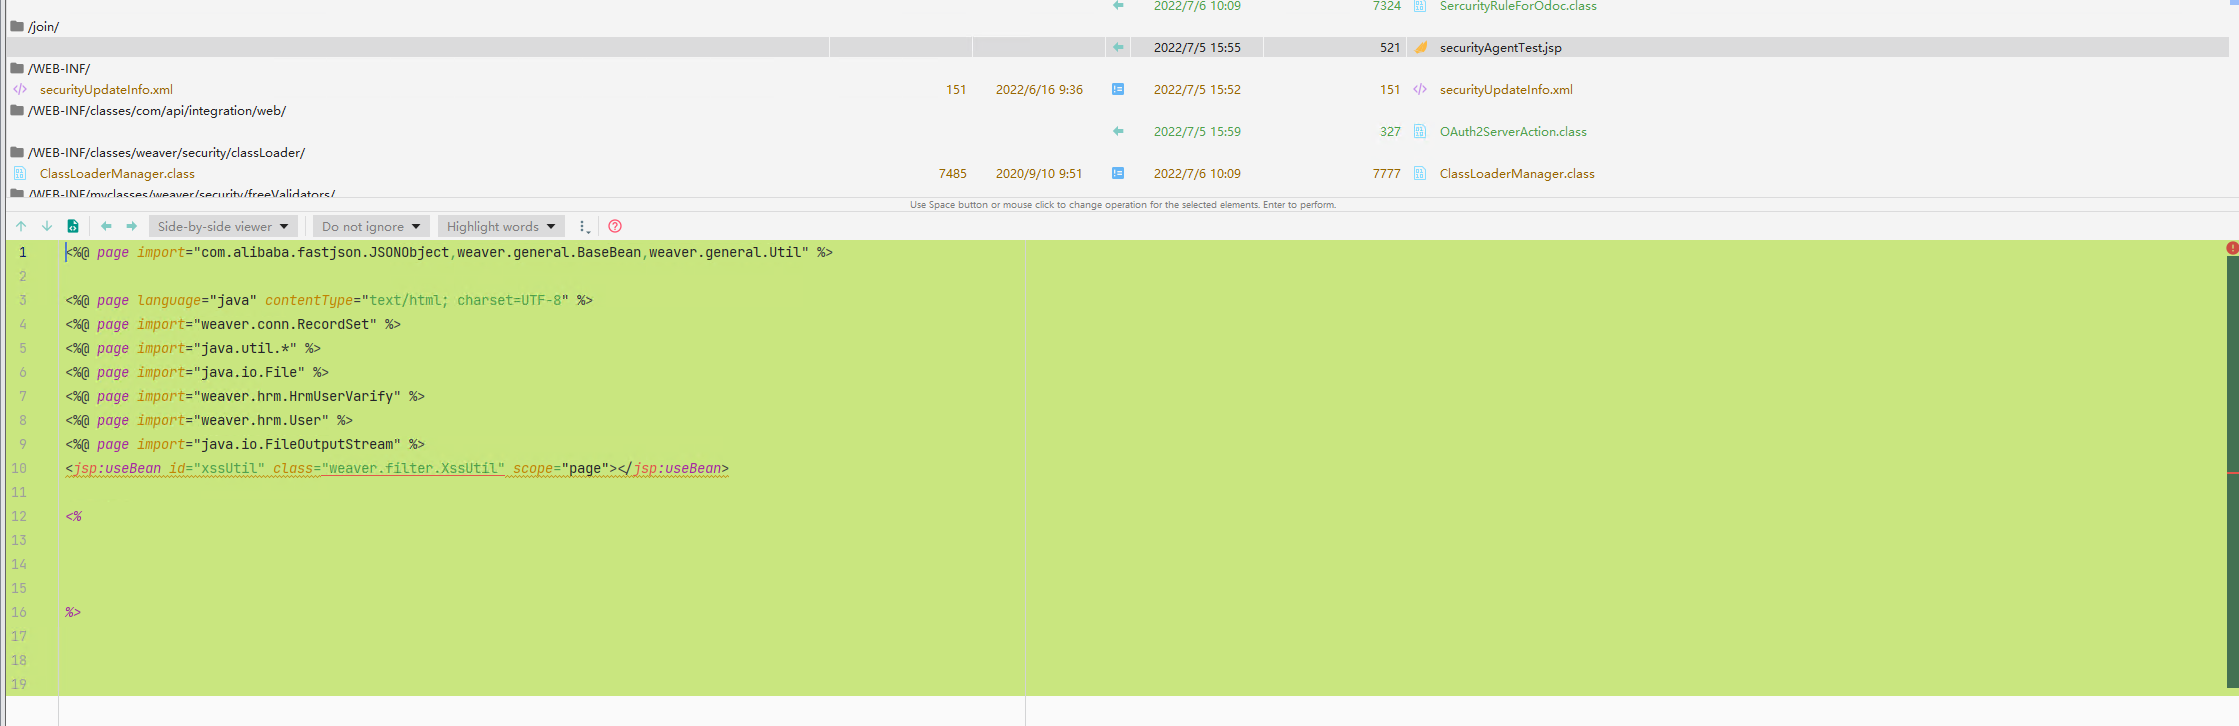 2022/7/6 10:09 7324 SercurityRuleForOdoc.class
/join/
2022/7/5 15:55 521 securityAgentTest.jsp
/WEB-INF/
securityUpdateInfo.xml 151 2022/6/16 9:36 2022/7/5 15:52 151 securityUpdateInfo.xml
/WEB-INF/classes/com/api/integration/web/
2022/7/5 15:59 327 OAuth2ServerAction.class
/WEB-INF/classes/weaver/security/classLoader/
ClassLoaderManager.class 7485 2020/9/10 9:51 2022/7/6 10:09 7777 ClassLoaderManager.class
/WEB-INF/myclasses/weaver/security/freeValidators/
Use Space button or mouse click to change operation for the selected elements. Enter to perform.
Side-by-side viewer Do not ignore Highlight words
1 <%@ page import="com.alibaba.fastjson.JSONObject,weaver.general.BaseBean,weaver.general.Util" %>
2
3 <%@ page language="java" contentType="text/html; charset=UTF-8" %>
4 <%@ page import="weaver.conn.RecordSet" %>
5 <%@ page import="java.util.*" %>
6 <%@ page import="java.io.File" %>
7 <%@ page import="weaver.hrm.HrmUserVarify" %>
8 <%@ page import="weaver.hrm.User" %>
9 <%@ page import="java.io.FileOutputStream" %>
10 <jsp:useBean id="xssUtil" class="weaver.filter.XssUtil" scope="page"></jsp:useBean>
11
12 <%
13
14
15
16 %>
17
18
19